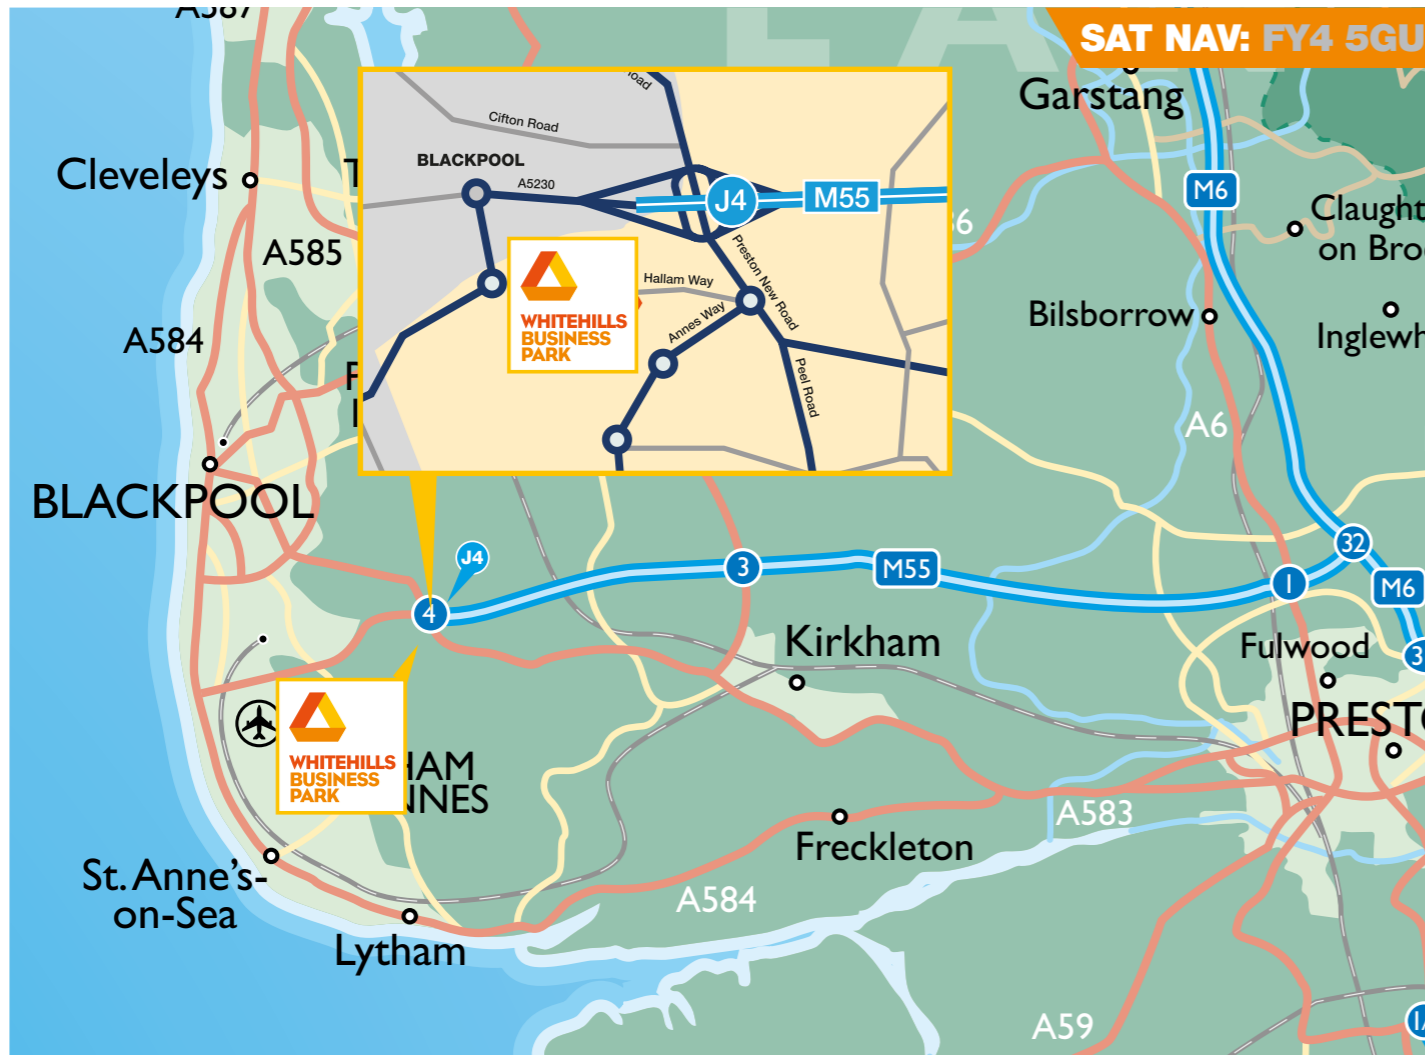 A587
SAT NAV: FY4 5GU
Garstang
Cleveleys
A585
A584
BLACKPOOL
Cifton Road
BLACKPOOL
A5230
J4
M55
Preston New Road
Hallam Way
Annes Way
Peel Road
WHITEHILLS
BUSINESS
PARK
M6
Bilsborrow
A6
J4
4
3
M55
1
32
M6
Kirkham
Fulwood
WHITEHILLS
BUSINESS
PARK
St. Anne's-
on-Sea
Lytham
Freckleton
A583
A584
A59